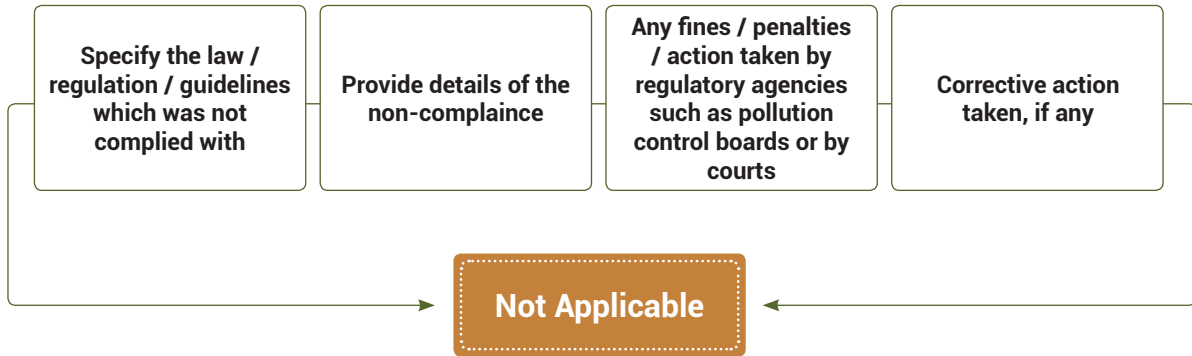 Specify the law /
regulation / guidelines
which was not
complied with
Provide details of the
non-complaince
Any fines / penalties
/ action taken by
regulatory agencies
such as pollution
control boards or by
courts
Corrective action
taken, if any
Not Applicable